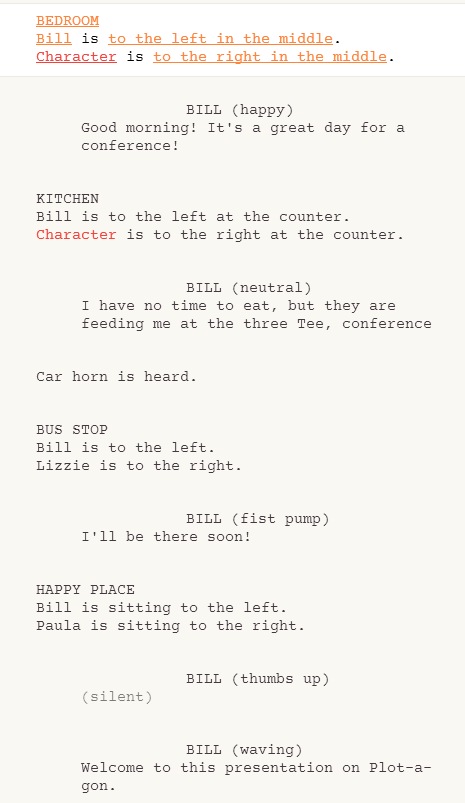 BEDROOM
Bill is to the left in the middle.
Character is to the right in the middle.
BILL (happy)
Good morning! It's a great day for a
conference!
KITCHEN
Bill is to the left at the counter.
Character is to the right at the counter.
BILL (neutral)
I have no time to eat, but they are
feeding me at the three Tee, conference
Car horn is heard.
BUS STOP
Bill is to the left.
Lizzie is to the right.
BILL (fist pump)
I'll be there soon!
HAPPY PLACE
Bill is sitting to the left.
Paula is sitting to the right.
BILL (thumbs up)
(silent)
BILL (waving)
Welcome to this presentation on Plot-a-
gon.